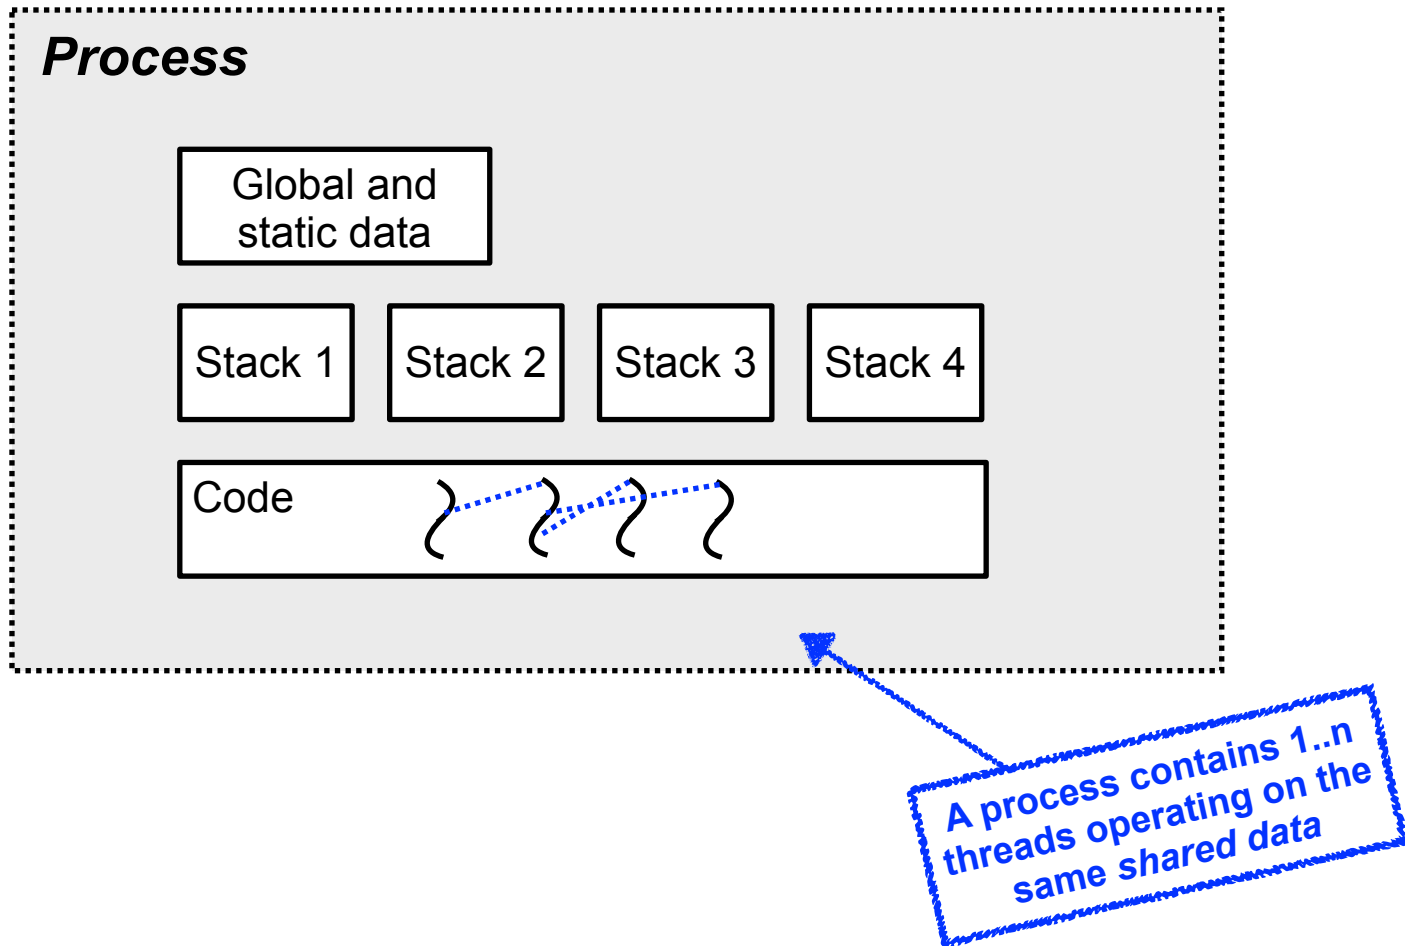 Process
Global and
static data
Stack 1
Stack 2
Stack 3
Stack 4
Code
A process contains 1..n
threads operating on the
same shared data